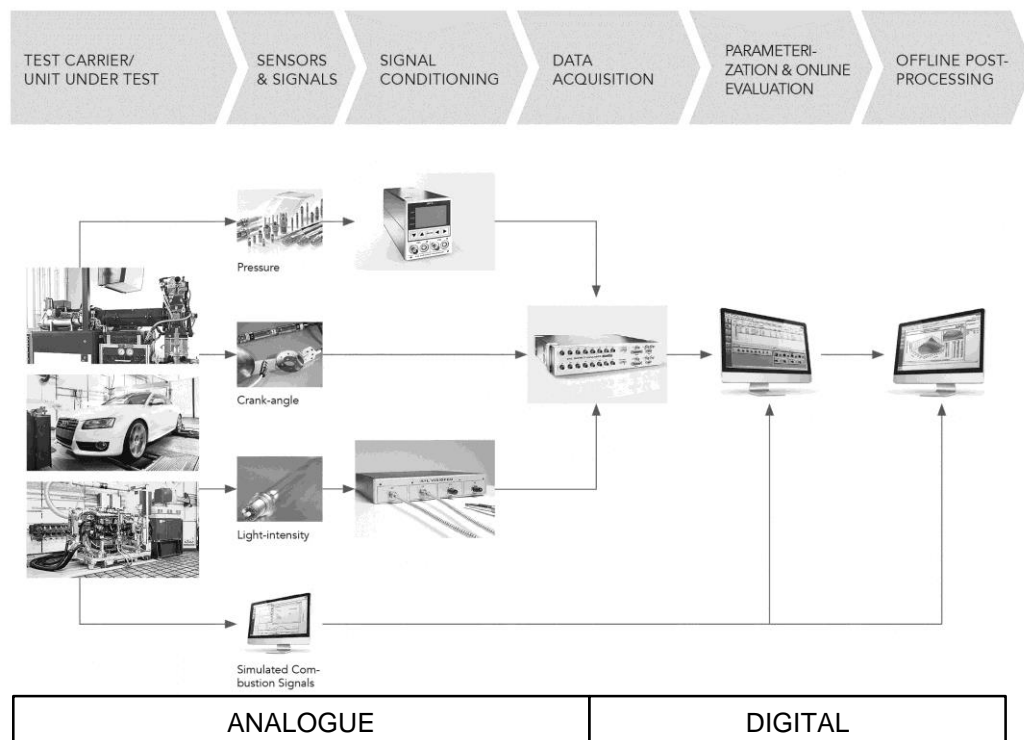 TEST CARRIER/
UNIT UNDER TEST
SENSORS
& SIGNALS
SIGNAL
CONDITIONING
DATA
ACQUISITION
PARAMETERI-
ZATION & ONLINE
EVALUATION
OFFLINE POST-
PROCESSING
Pressure
Crank-angle
Light-intensity
Simulated Com-
bustion Signals
ANALOGUE
DIGITAL